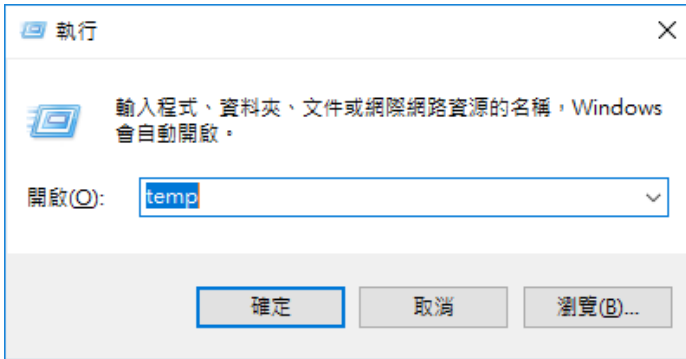 執行
輸入程式、資料夾、文件或網際網路資源的名稱，Windows
會自動開啟。
開啟(O):
temp
確定
取消
瀏覽(B)...